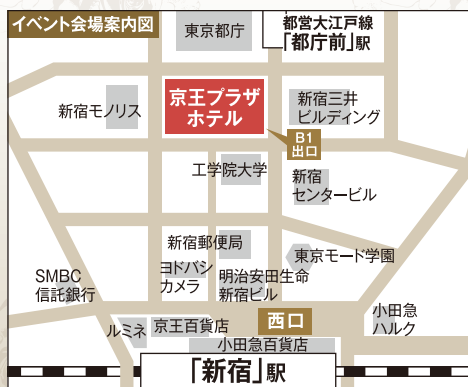 イベント会場案内図
東京都庁
都営大江戸線
「都庁前」駅
新宿モノリス
京王プラザ
ホテル
新宿三井
ビルディング
B1
出口
工学院大学
新宿
センタービル
新宿郵便局
ヨドバシ
カメラ
明治安田生命
新宿ビル
東京モード学園
SMBC
信託銀行
ルミネ
京王百貨店
西口
小田急
ハルク
小田急百貨店
「新宿」駅